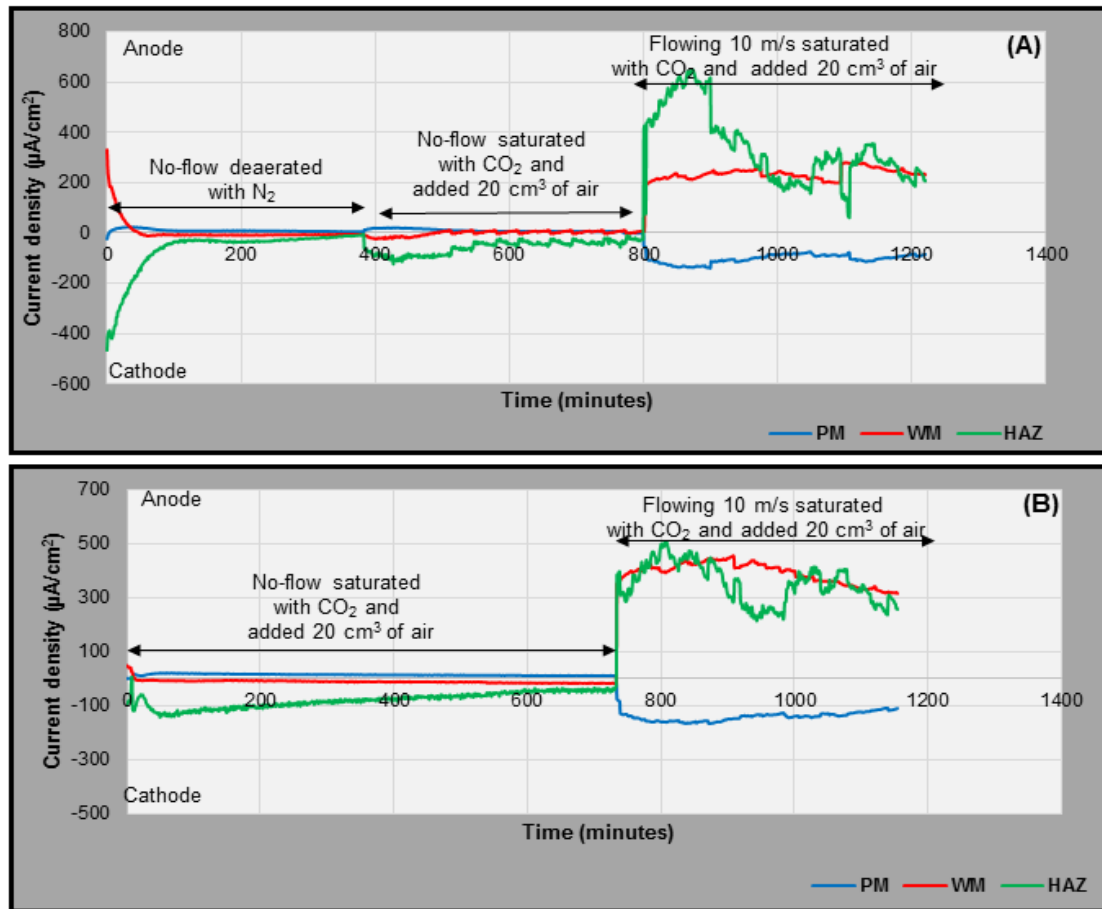 (A)
Anode
Flowing 10 m/s saturated
with CO₂ and added 20 cm³ of air
No-flow saturated
with CO₂ and
added 20 cm³ of air
No-flow deaerated
with N₂
Current density (µA/cm²)
800
600
400
200
0
-200
-400
-600
0 200 400 600 800 1000 1200 1400
Cathode
Time (minutes)
PM WM HAZ
(B)
Anode
Flowing 10 m/s saturated
with CO₂ and added 20 cm³ of air
No-flow saturated
with CO₂ and
added 20 cm³ of air
Current density (µA/cm²)
700
500
300
100
-100
-300
-500
0 200 400 600 800 1000 1200 1400
Cathode
Time (minutes)
PM WM HAZ